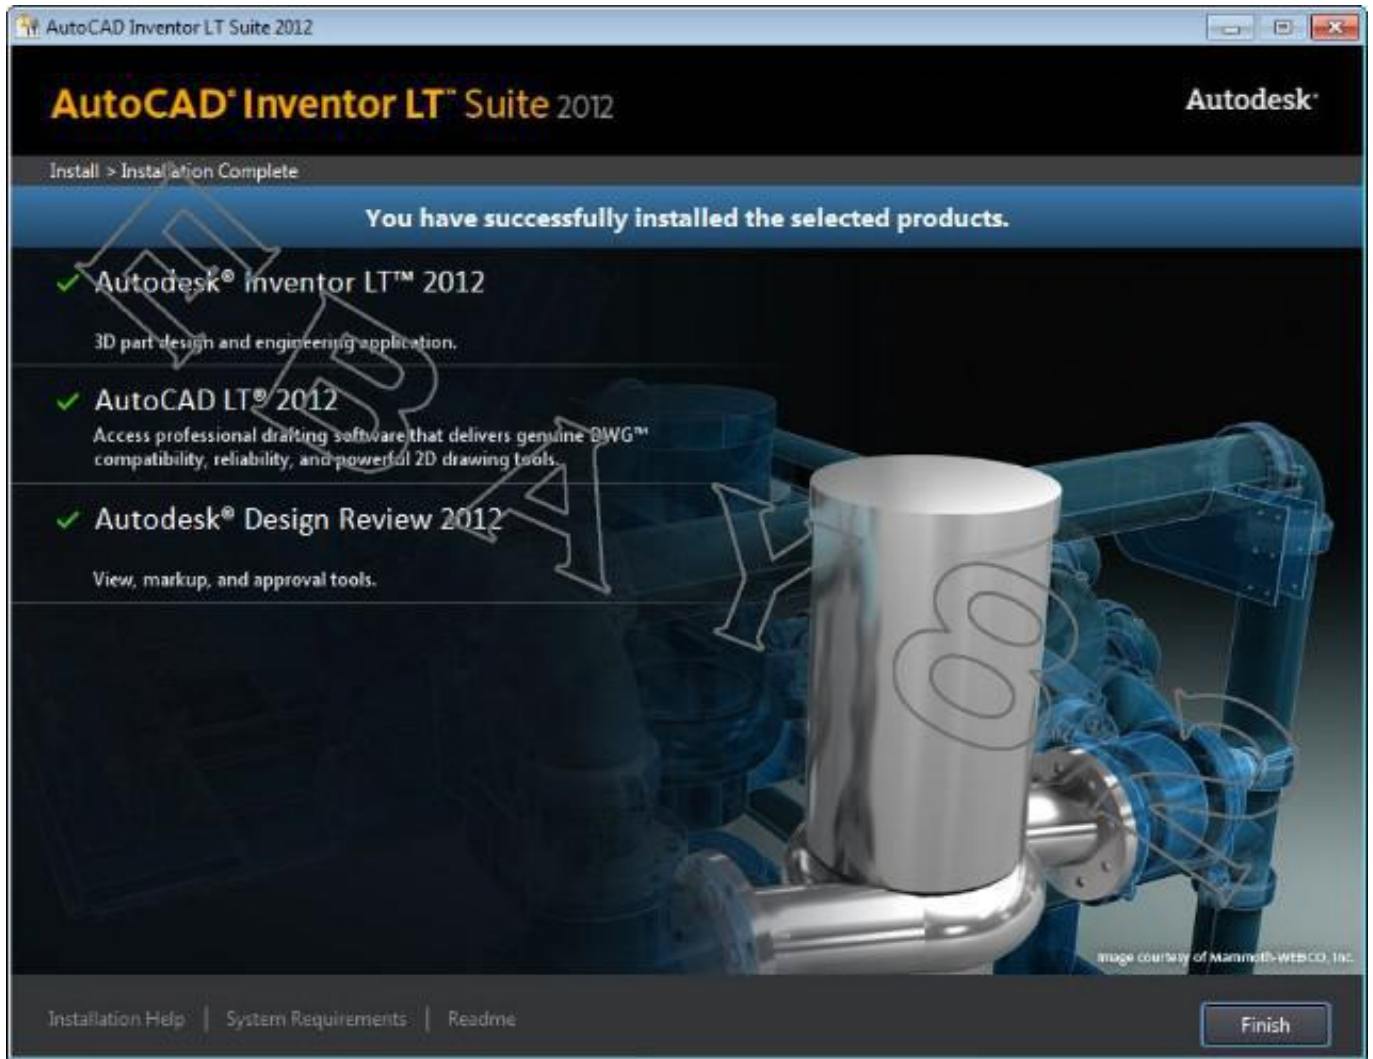 AutoCAD Inventor LT Suite 2012
AutoCAD® Inventor LT™ Suite 2012
Autodesk®
Install > Installation Complete
You have successfully installed the selected products.
Autodesk® Inventor LT™ 2012
3D part design and engineering application.
AutoCAD LT® 2012
Access professional drafting software that delivers genuine DWG™
compatibility, reliability, and powerful 2D drawing tools.
Autodesk® Design Review 2012
View, markup, and approval tools.
Image courtesy of Mammoth-WEBCO, Inc.
Installation Help | System Requirements | Readme
Finish